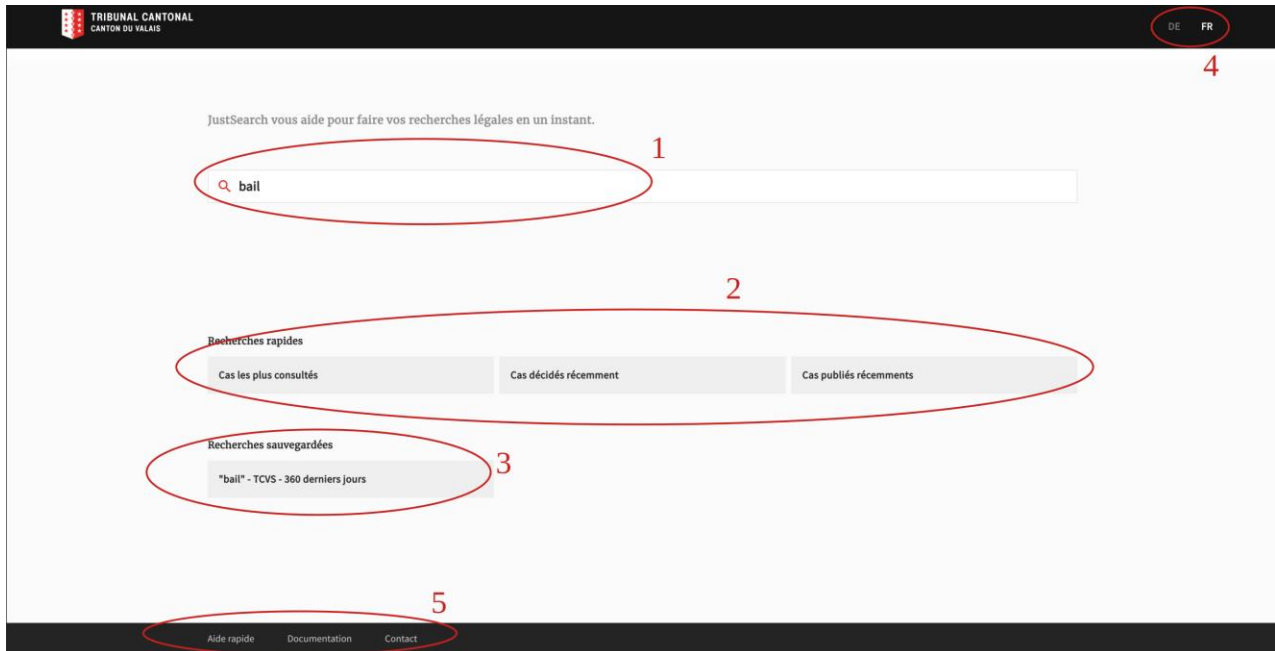 TRIBUNAL CANTONAL
CANTON DU VALAIS
DE FR
4
JustSearch vous aide pour faire vos recherches légales en un instant.
1
bail
2
Recherches rapides
Cas les plus consultés
Cas décidés récemment
Cas publiés récemments
Recherches sauvegardées
3
"bail" - TCVS - 360 derniers jours
5
Aide rapide Documentation Contact